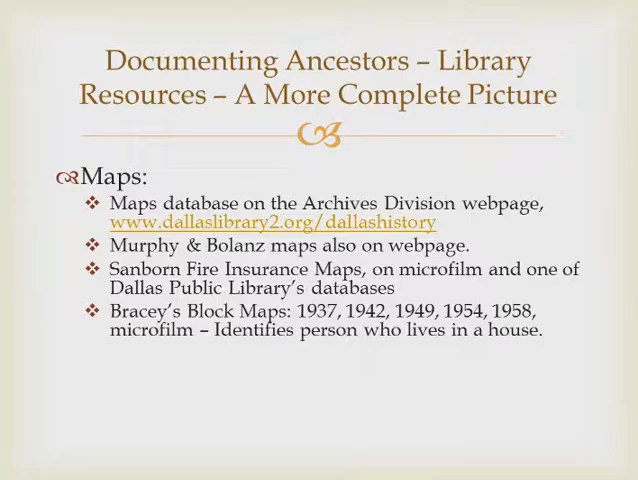 Documenting Ancestors – Library
Resources – A More Complete Picture
Maps:
Maps database on the Archives Division webpage,
www.dallaslibrary2.org/dallashistory
Murphy & Bolanz maps also on webpage.
Sanborn Fire Insurance Maps, on microfilm and one of
Dallas Public Library’s databases
Bracey’s Block Maps: 1937, 1942, 1949, 1954, 1958,
microfilm – Identifies person who lives in a house.